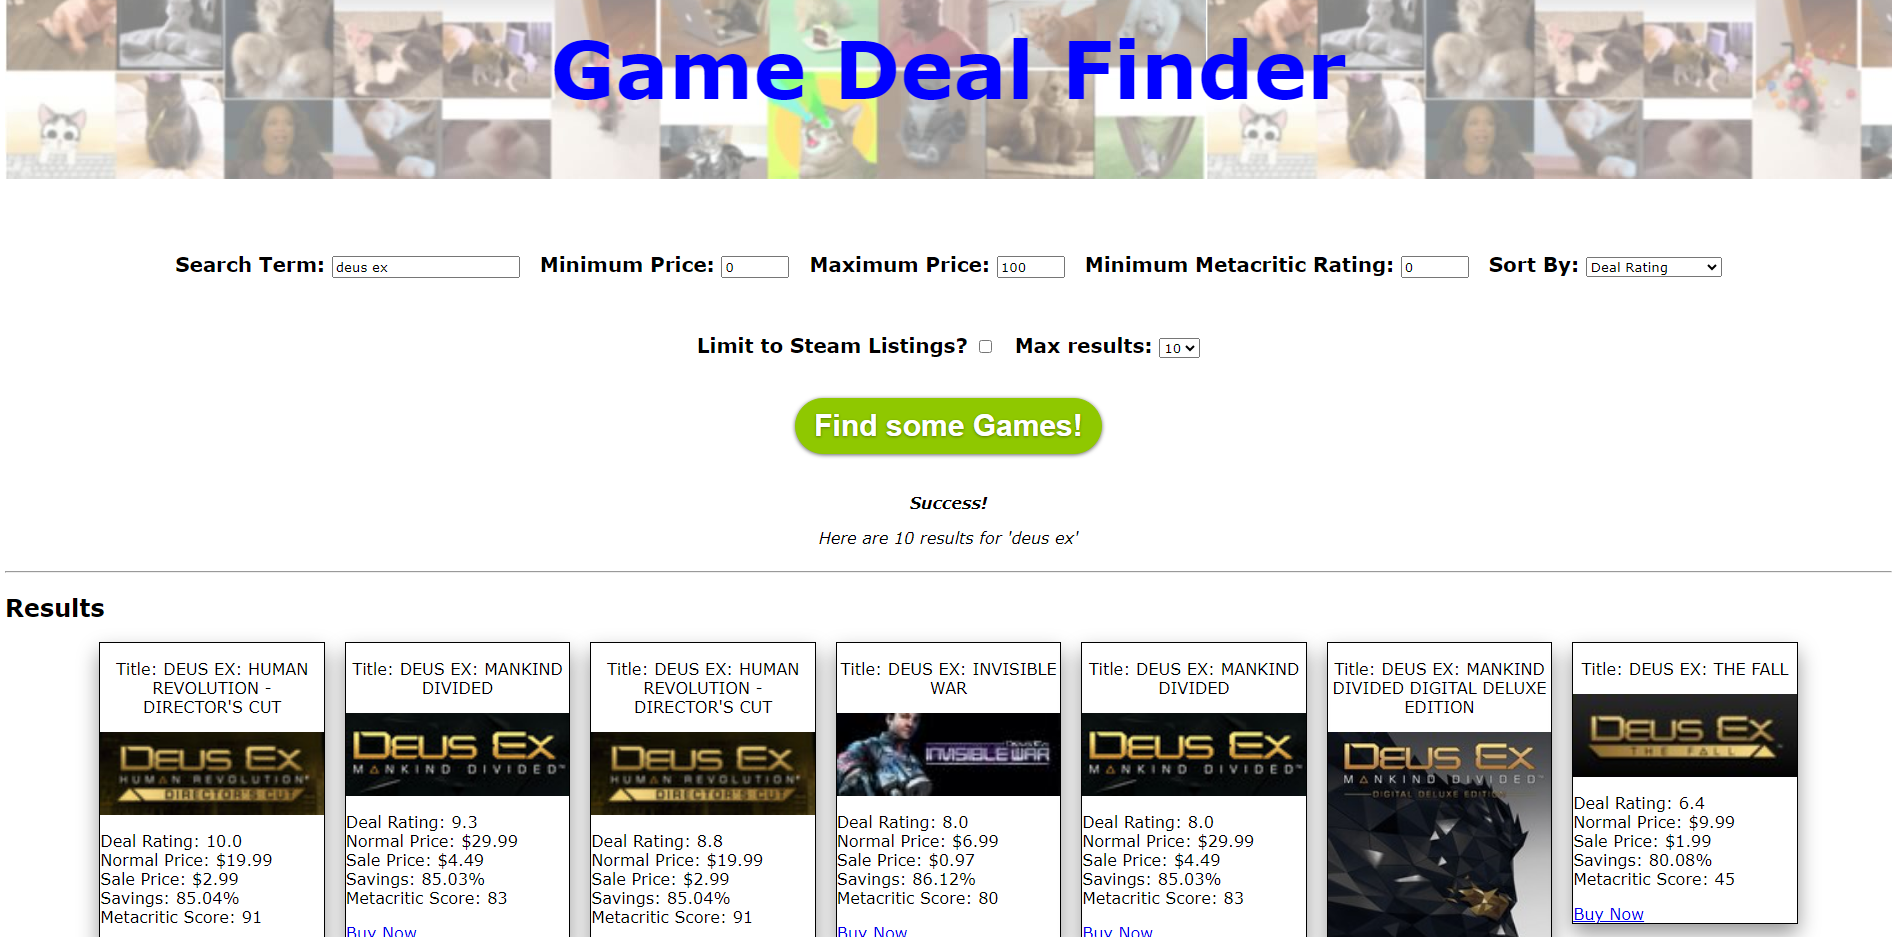 Game Deal Finder
Search Term: deus ex Minimum Price: 0 Maximum Price: 100 Minimum Metacritic Rating: 0 Sort By: Deal Rating
Limit to Steam Listings? Max results: 10
Find some Games!
Success!
Here are 10 results for 'deus ex'
Results
Title: DEUS EX: HUMAN
REVOLUTION -
DIRECTOR'S CUT
DEUS EX
HUMAN REVOLUTION
DIRECTOR'S CUT
Deal Rating: 10.0
Normal Price: $19.99
Sale Price: $2.99
Savings: 85.04%
Metacritic Score: 91
Title: DEUS EX: MANKIND
DIVIDED
DEUS EX
MANKIND DIVIDED™
Deal Rating: 9.3
Normal Price: $29.99
Sale Price: $4.49
Savings: 85.03%
Metacritic Score: 83
Buy Now
Title: DEUS EX: HUMAN
REVOLUTION -
DIRECTOR'S CUT
DEUS EX
HUMAN REVOLUTION
DIRECTOR'S CUT
Deal Rating: 8.8
Normal Price: $19.99
Sale Price: $2.99
Savings: 85.04%
Metacritic Score: 91
Title: DEUS EX: INVISIBLE
WAR
DEUS EX
INVISIBLE WAR
Deal Rating: 8.0
Normal Price: $6.99
Sale Price: $0.97
Savings: 86.12%
Metacritic Score: 80
Buy Now
Title: DEUS EX: MANKIND
DIVIDED
DEUS EX
MANKIND DIVIDED™
Deal Rating: 8.0
Normal Price: $29.99
Sale Price: $4.49
Savings: 85.03%
Metacritic Score: 83
Buy Now
Title: DEUS EX: MANKIND
DIVIDED DIGITAL DELUXE
EDITION
DEUS EX
MANKIND DIVIDED™
DIGITAL DELUXE EDITION
Title: DEUS EX: THE FALL
DEUS EX
THE FALL
Deal Rating: 6.4
Normal Price: $9.99
Sale Price: $1.99
Savings: 80.08%
Metacritic Score: 45
Buy Now